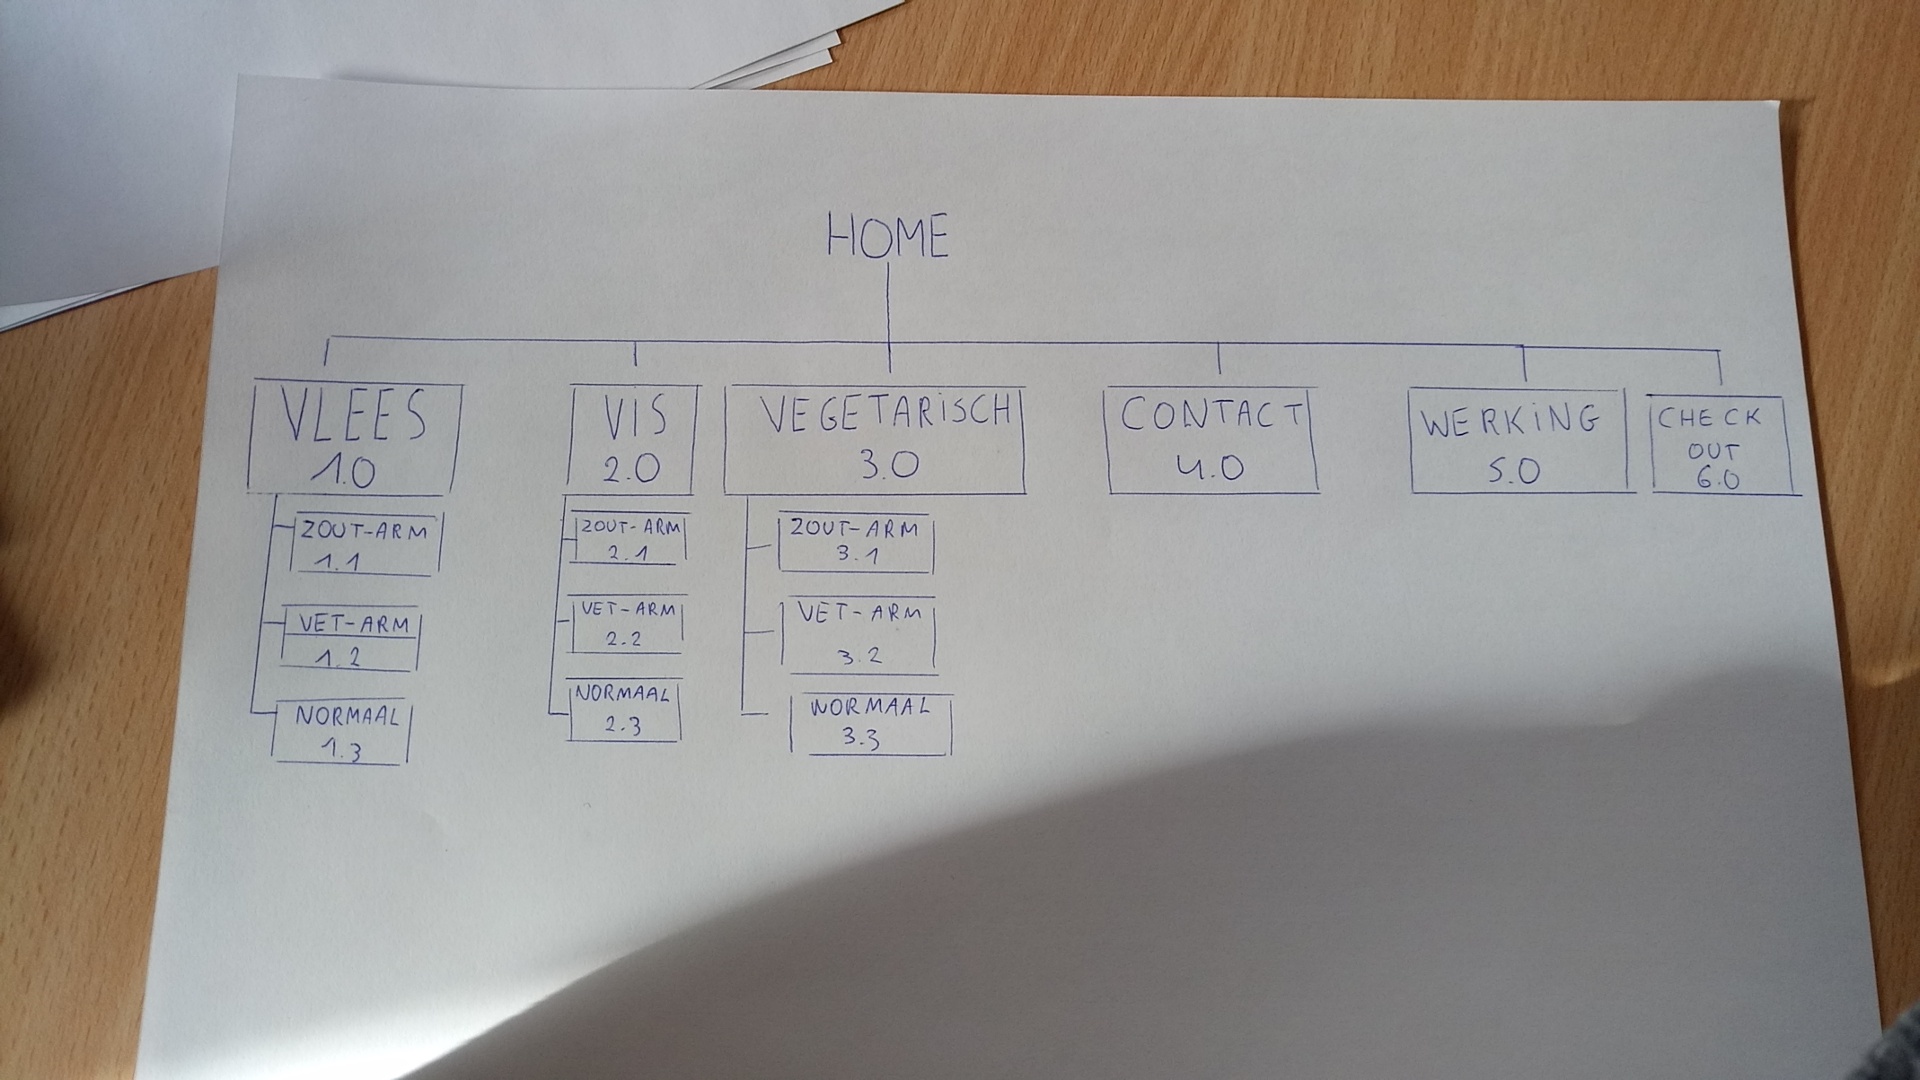 HOME
VLEES
1.0
ZOUT-ARM
1.1
VET-ARM
1.2
NORMAAL
1.3
VIS
2.0
ZOUT-ARM
2.1
VET-ARM
2.2
NORMAAL
2.3
VEGETARISCH
3.0
ZOUT-ARM
3.1
VET-ARM
3.2
NORMAAL
3.3
CONTACT
4.0
WERKING
5.0
CHECK
OUT
6.0